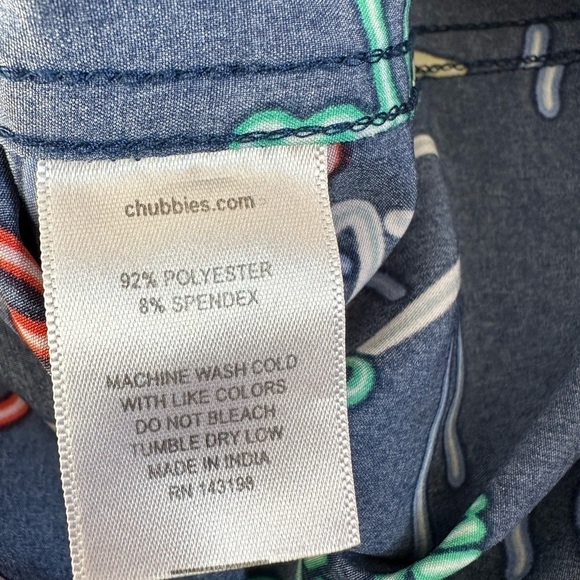 chubbies.com
92% POLYESTER
8% SPENDEX
MACHINE WASH COLD
WITH LIKE COLORS
DO NOT BLEACH
TUMBLE DRY LOW
MADE IN INDIA
RN 143198